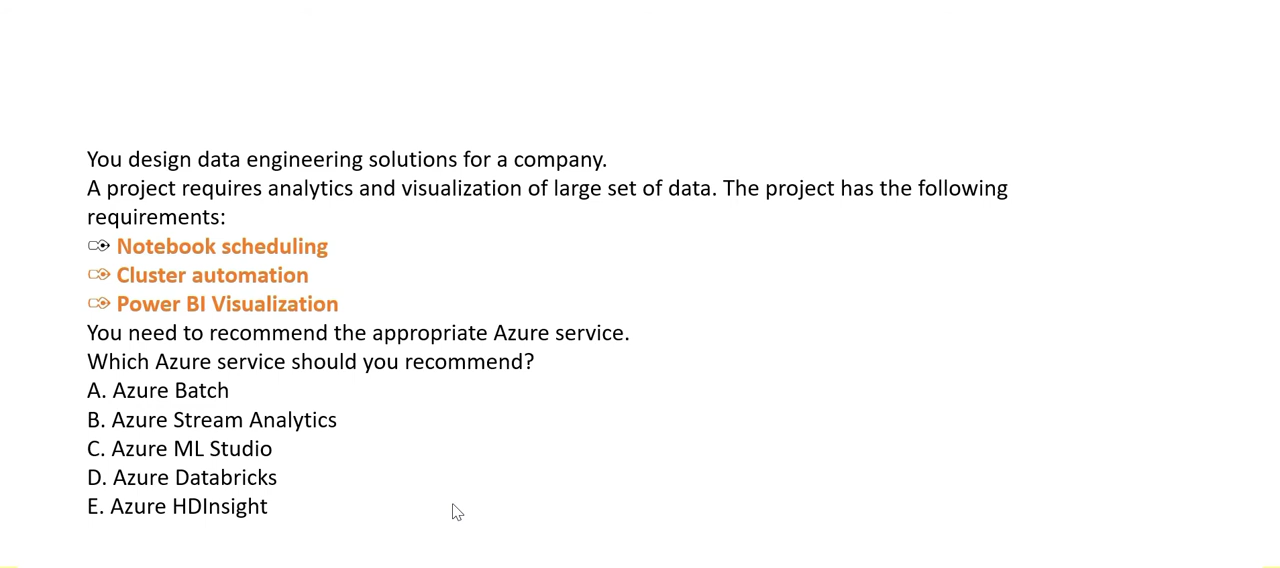 You design data engineering solutions for a company.
A project requires analytics and visualization of large set of data. The project has the following
requirements:
Notebook scheduling
Cluster automation
Power BI Visualization
You need to recommend the appropriate Azure service.
Which Azure service should you recommend?
A. Azure Batch
B. Azure Stream Analytics
C. Azure ML Studio
D. Azure Databricks
E. Azure HDInsight